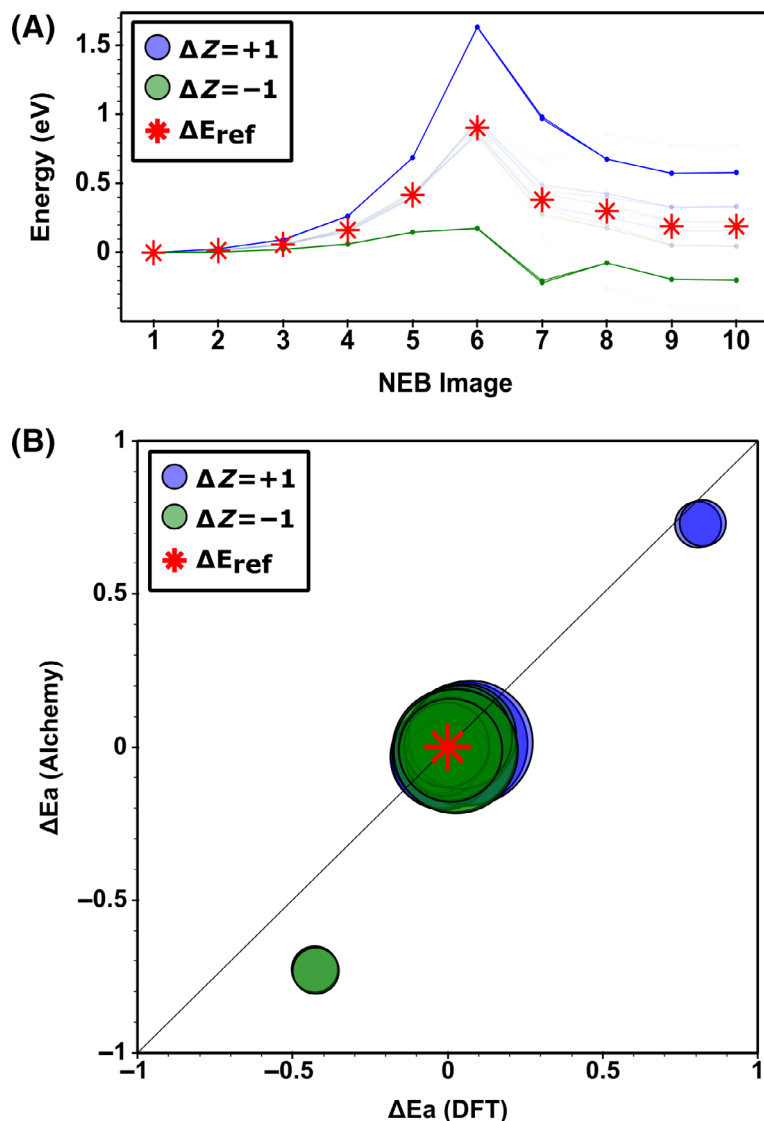 (A)
ΔZ=+1
ΔZ=−1
ΔEref
Energy (eV)
1.5
1
0.5
0
1 2 3 4 5 6 7 8 9 10
NEB Image
(B)
ΔZ=+1
ΔZ=−1
ΔEref
ΔEa (Alchemy)
1
0.5
0
−0.5
−1
−1 −0.5 0 0.5 1
ΔEa (DFT)